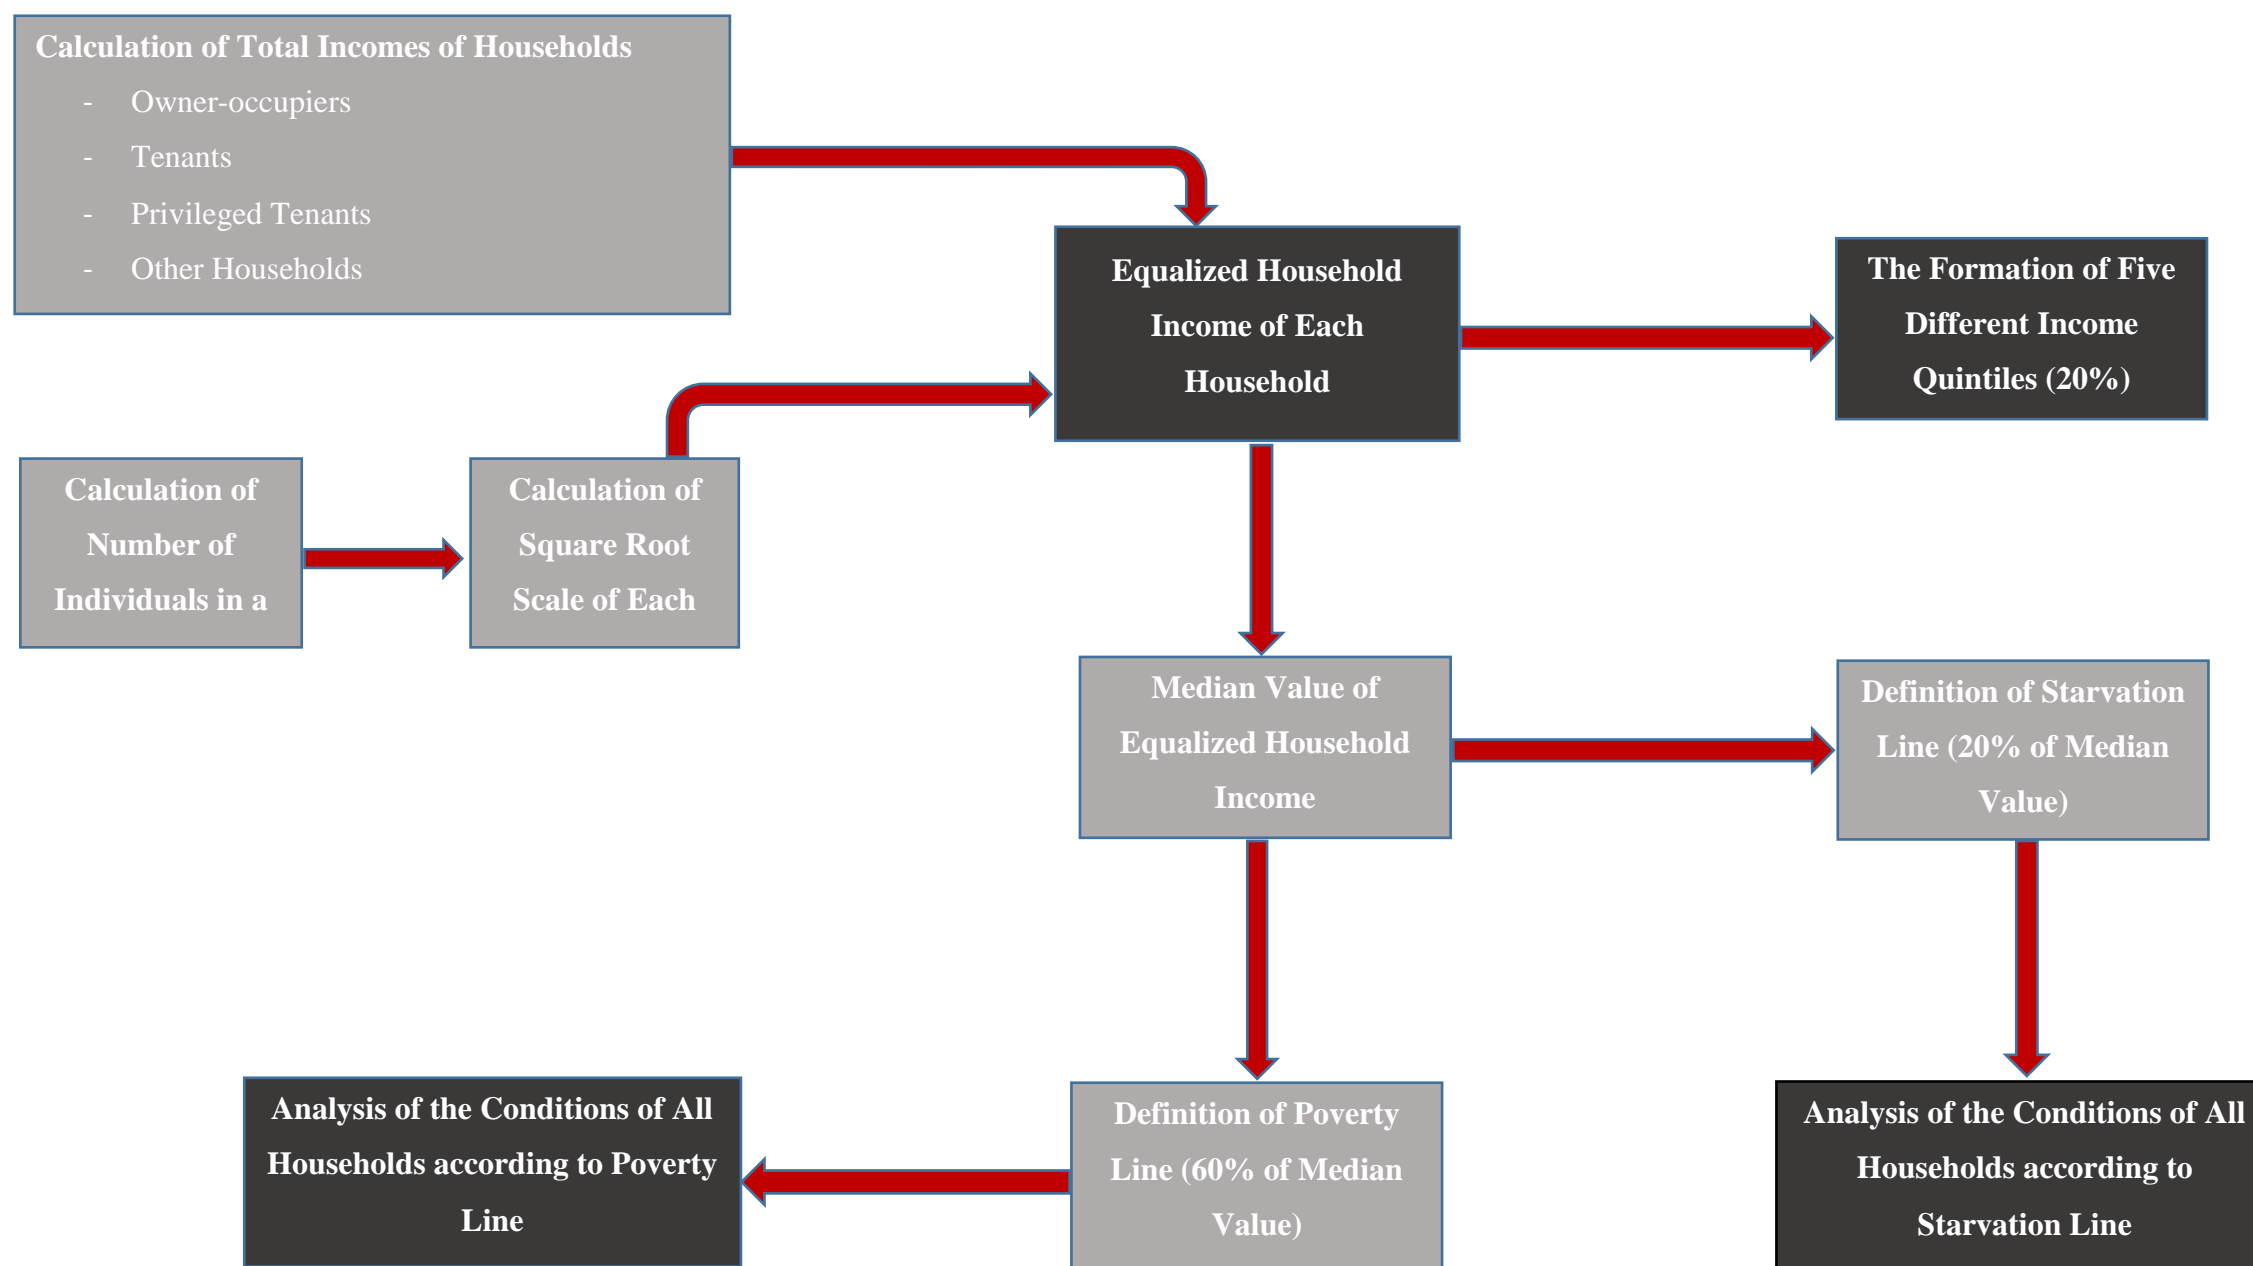 Calculation of Total Incomes of Households
- Owner-occupiers
- Tenants
- Privileged Tenants
- Other Households
Equalized Household
Income of Each
Household
The Formation of Five
Different Income
Quintiles (20%)
Calculation of
Number of
Individuals in a
Calculation of
Square Root
Scale of Each
Median Value of
Equalized Household
Income
Definition of Starvation
Line (20% of Median
Value)
Analysis of the Conditions of All
Households according to Poverty
Line
Definition of Poverty
Line (60% of Median
Value)
Analysis of the Conditions of All
Households according to
Starvation Line